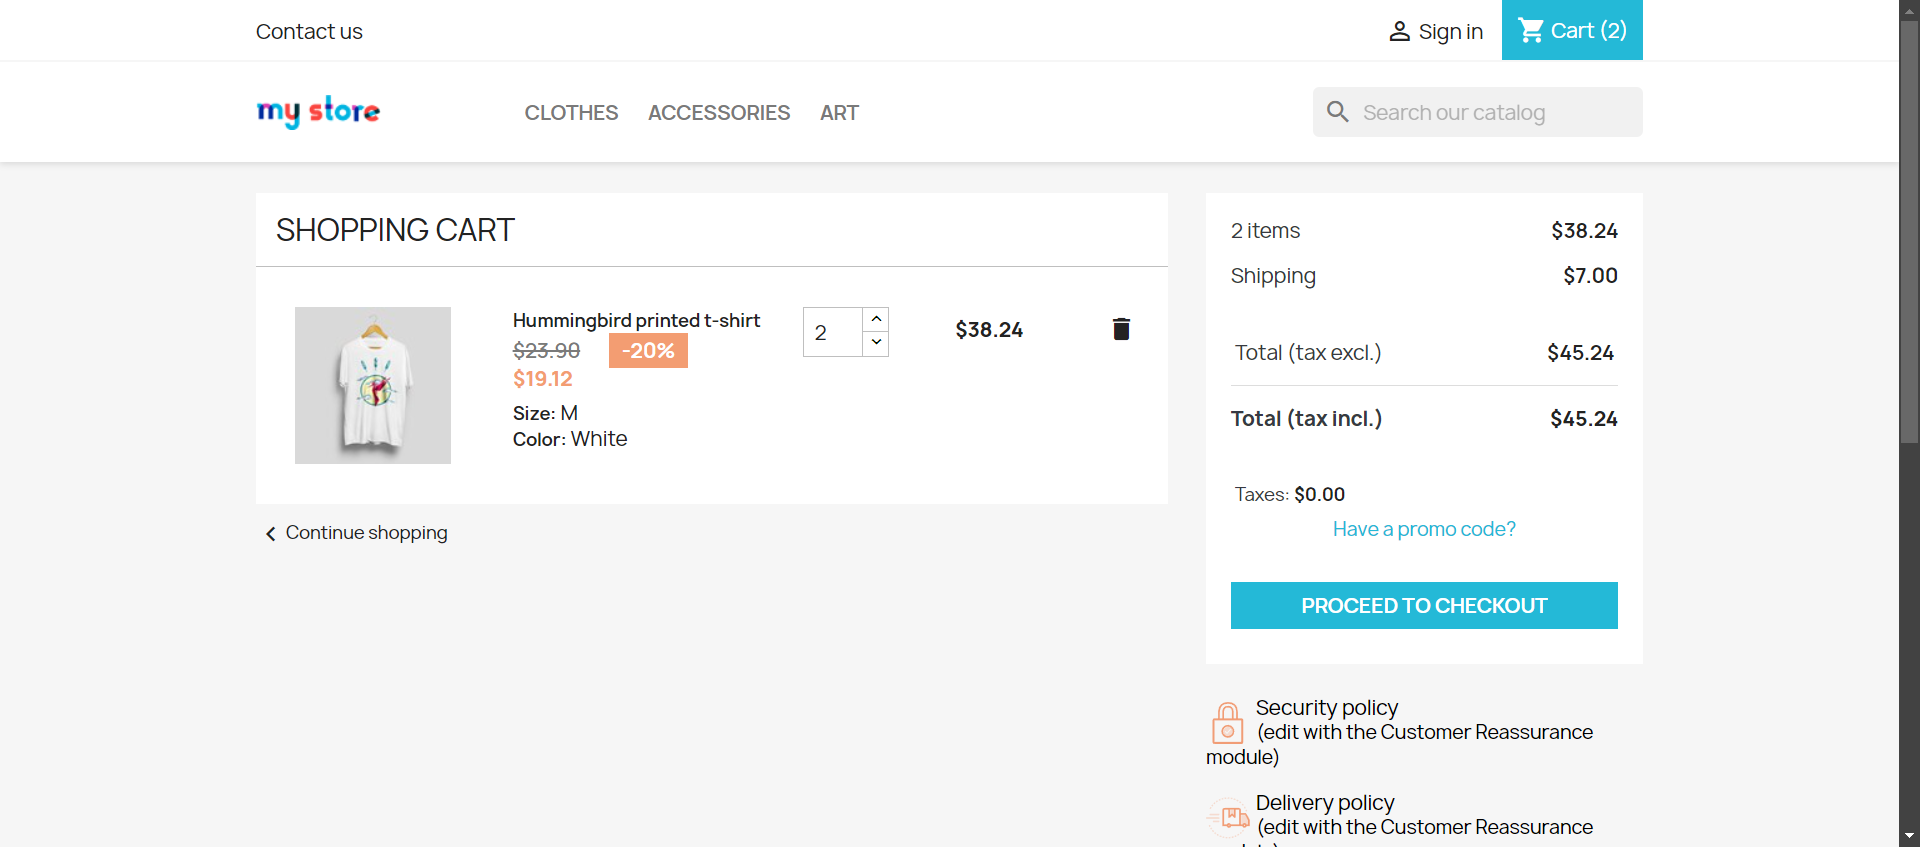 Contact us
Sign in
Cart (2)
my store
CLOTHES
ACCESSORIES
ART
Search our catalog
SHOPPING CART
Hummingbird printed t-shirt
$23.90
-20%
$19.12
Size: M
Color: White
2
$38.24
Continue shopping
2 items
$38.24
Shipping
$7.00
Total (tax excl.)
$45.24
Total (tax incl.)
$45.24
Taxes: $0.00
Have a promo code?
PROCEED TO CHECKOUT
Security policy
(edit with the Customer Reassurance
module)
Delivery policy
(edit with the Customer Reassurance